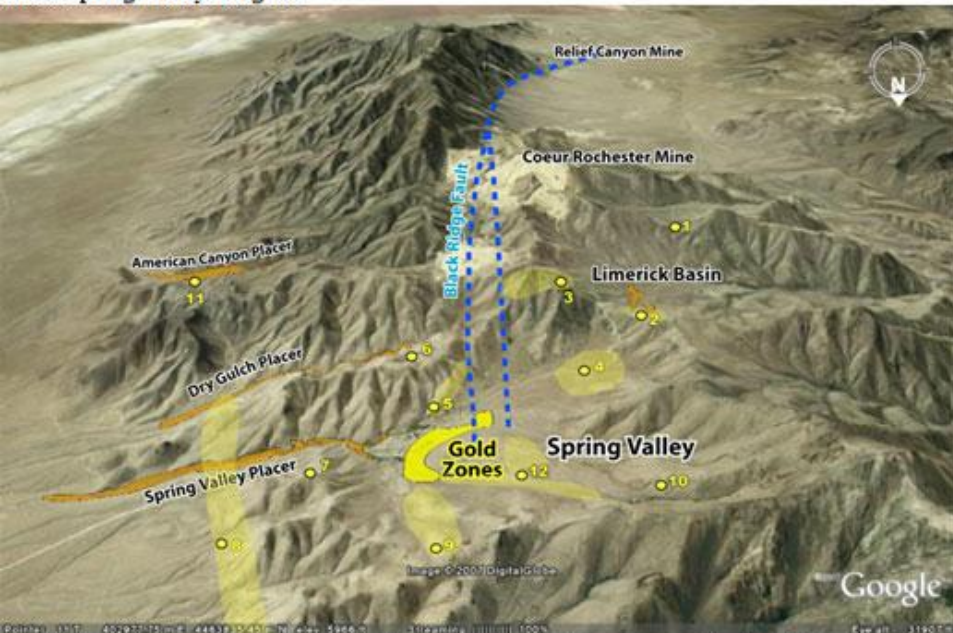 Relief Canyon Mine
N
Coeur Rochester Mine
Black Ridge Fault
1
American Canyon Placer
11
Limerick Basin
3
2
6
Dry Gulch Placer
4
5
Gold
Zones
Spring Valley
12
10
Spring Valley Placer
7
8
9
Image © 2007 DigitalGlobe
Google